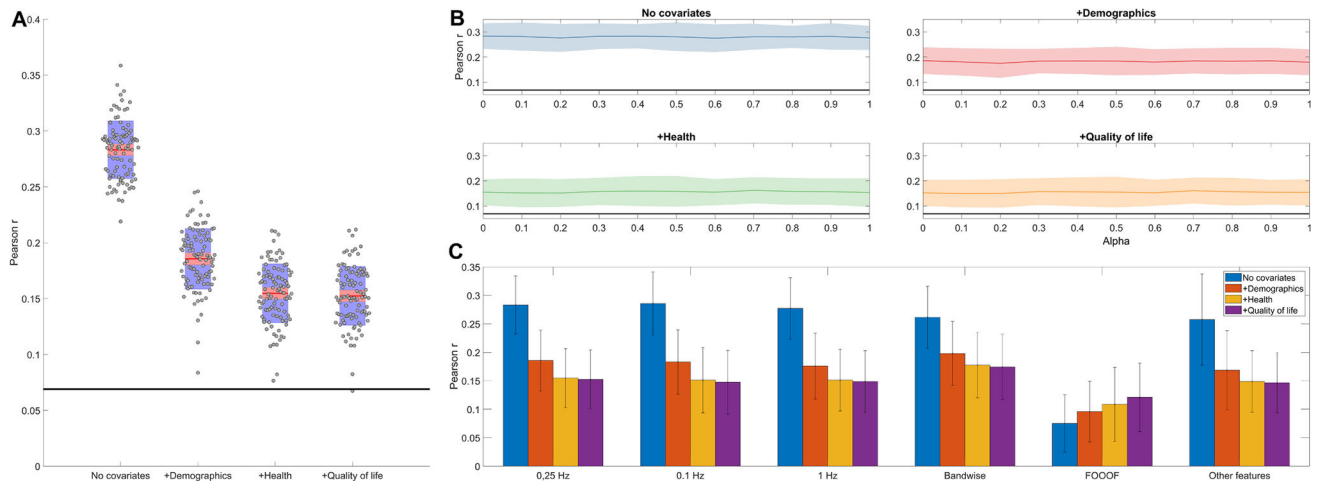 A
Pearson r
0.4
0.35
0.3
0.25
0.2
0.15
0.1
0.05
0
No covariates +Demographics +Health +Quality of life
B
No covariates
Pearson r
0.3
0.2
0.1
0 0.1 0.2 0.3 0.4 0.5 0.6 0.7 0.8 0.9 1
+Demographics
0.3
0.2
0.1
0 0.1 0.2 0.3 0.4 0.5 0.6 0.7 0.8 0.9 1
+Health
0.3
0.2
0.1
0 0.1 0.2 0.3 0.4 0.5 0.6 0.7 0.8 0.9 1
+Quality of life
0.3
0.2
0.1
0 0.1 0.2 0.3 0.4 0.5 0.6 0.7 0.8 0.9 1
Alpha
C
Pearson r
0.35
0.3
0.25
0.2
0.15
0.1
0.05
0
0,25 Hz 0.1 Hz 1 Hz Bandwise FOOOF Other features
No covariates
+Demographics
+Health
+Quality of life